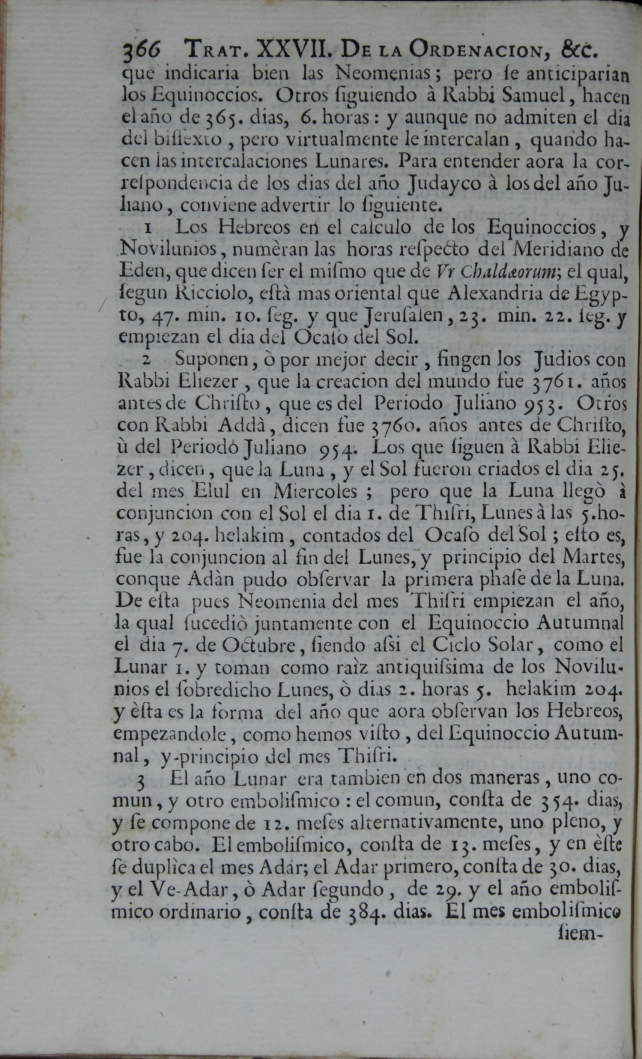 366 TRAT. XXVII. DE LA ORDENACION, &c.
que indicaria bien las Neomenias; pero ſe anticiparian
los Equinoccios. Otros ſiguiendo à Rabbi Samuel, hacen
el año de 365. dias, 6. horas: y aunque no admiten el dia
del biſſexto, pero virtualmente le intercalan, quando ha-
cen las intercalaciones Lunares. Para entender aora la cor-
reſpondencia de los dias del año Judayco à los del año Ju-
liano, conviene advertir lo ſiguiente.
1 Los Hebreos en el calculo de los Equinoccios, y
Novilunios, numèran las horas reſpecto del Meridiano de
Eden, que dicen ſer el miſmo que de Vr Chaldæorum; el qual,
ſegun Ricciolo, eſtà mas oriental que Alexandria de Egyp-
to, 47. min. 10. ſeg. y que Jeruſalen, 23. min. 22. ſeg. y
empiezan el dia del Ocaſo del Sol.
2 Suponen, ò por mejor decir, fingen los Judios con
Rabbi Eliezer, que la creacion del mundo fue 3761. años
antes de Chriſto, que es del Periodo Juliano 953. Otros
con Rabbi Addà, dicen fue 3760. años antes de Chriſto,
ù del Periodó Juliano 954. Los que ſiguen à Rabbi Elie-
zer, dicen, que la Luna, y el Sol fueron criados el dia 25.
del mes Elul en Miercoles; pero que la Luna llegò à
conjuncion con el Sol el dia 1. de Thiſri, Lunes à las 5. ho-
ras, y 204. helakim, contados del Ocaſo del Sol; eſto es,
fue la conjuncion al fin del Lunes, y principio del Martes,
conque Adàn pudo obſervar la primera phaſe de la Luna.
De eſta pues Neomenia del mes Thiſri empiezan el año,
la qual ſucediò juntamente con el Equinoccio Autumnal
el dia 7. de Octubre, ſiendo aſsi el Ciclo Solar, como el
Lunar 1. y toman como raìz antiquiſsima de los Novilu-
nios el ſobredicho Lunes, ò dias 2. horas 5. helakim 204.
y èſta es la forma del año que aora obſervan los Hebreos,
empezandole, como hemos viſto, del Equinoccio Autum-
nal, y-principio del mes Thiſri.
3 El año Lunar era tambien en dos maneras, uno co-
mun, y otro emboliſmico: el comun, conſta de 354. dias,
y ſe compone de 12. meſes alternativamente, uno pleno, y
otro cabo. El emboliſmico, conſta de 13. meſes, y en èſte
ſe duplica el mes Adar; el Adar primero, conſta de 30. dias,
y el Ve-Adar, ò Adar ſegundo, de 29. y el año emboliſ-
mico ordinario, conſta de 384. dias. El mes emboliſmico
ſiem-